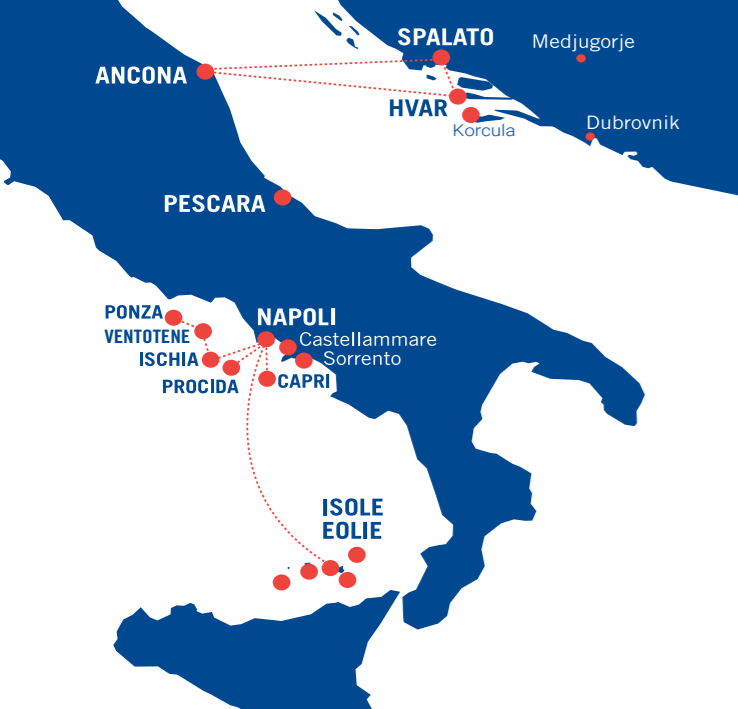 SPALATO
Medjugorje
ANCONA
HVAR
Korcula
Dubrovnik
PESCARA
PONZA
NAPOLI
VENTOTENE
Castellammare
ISCHIA
Sorrento
PROCIDA
CAPRI
ISOLE
EOLIE